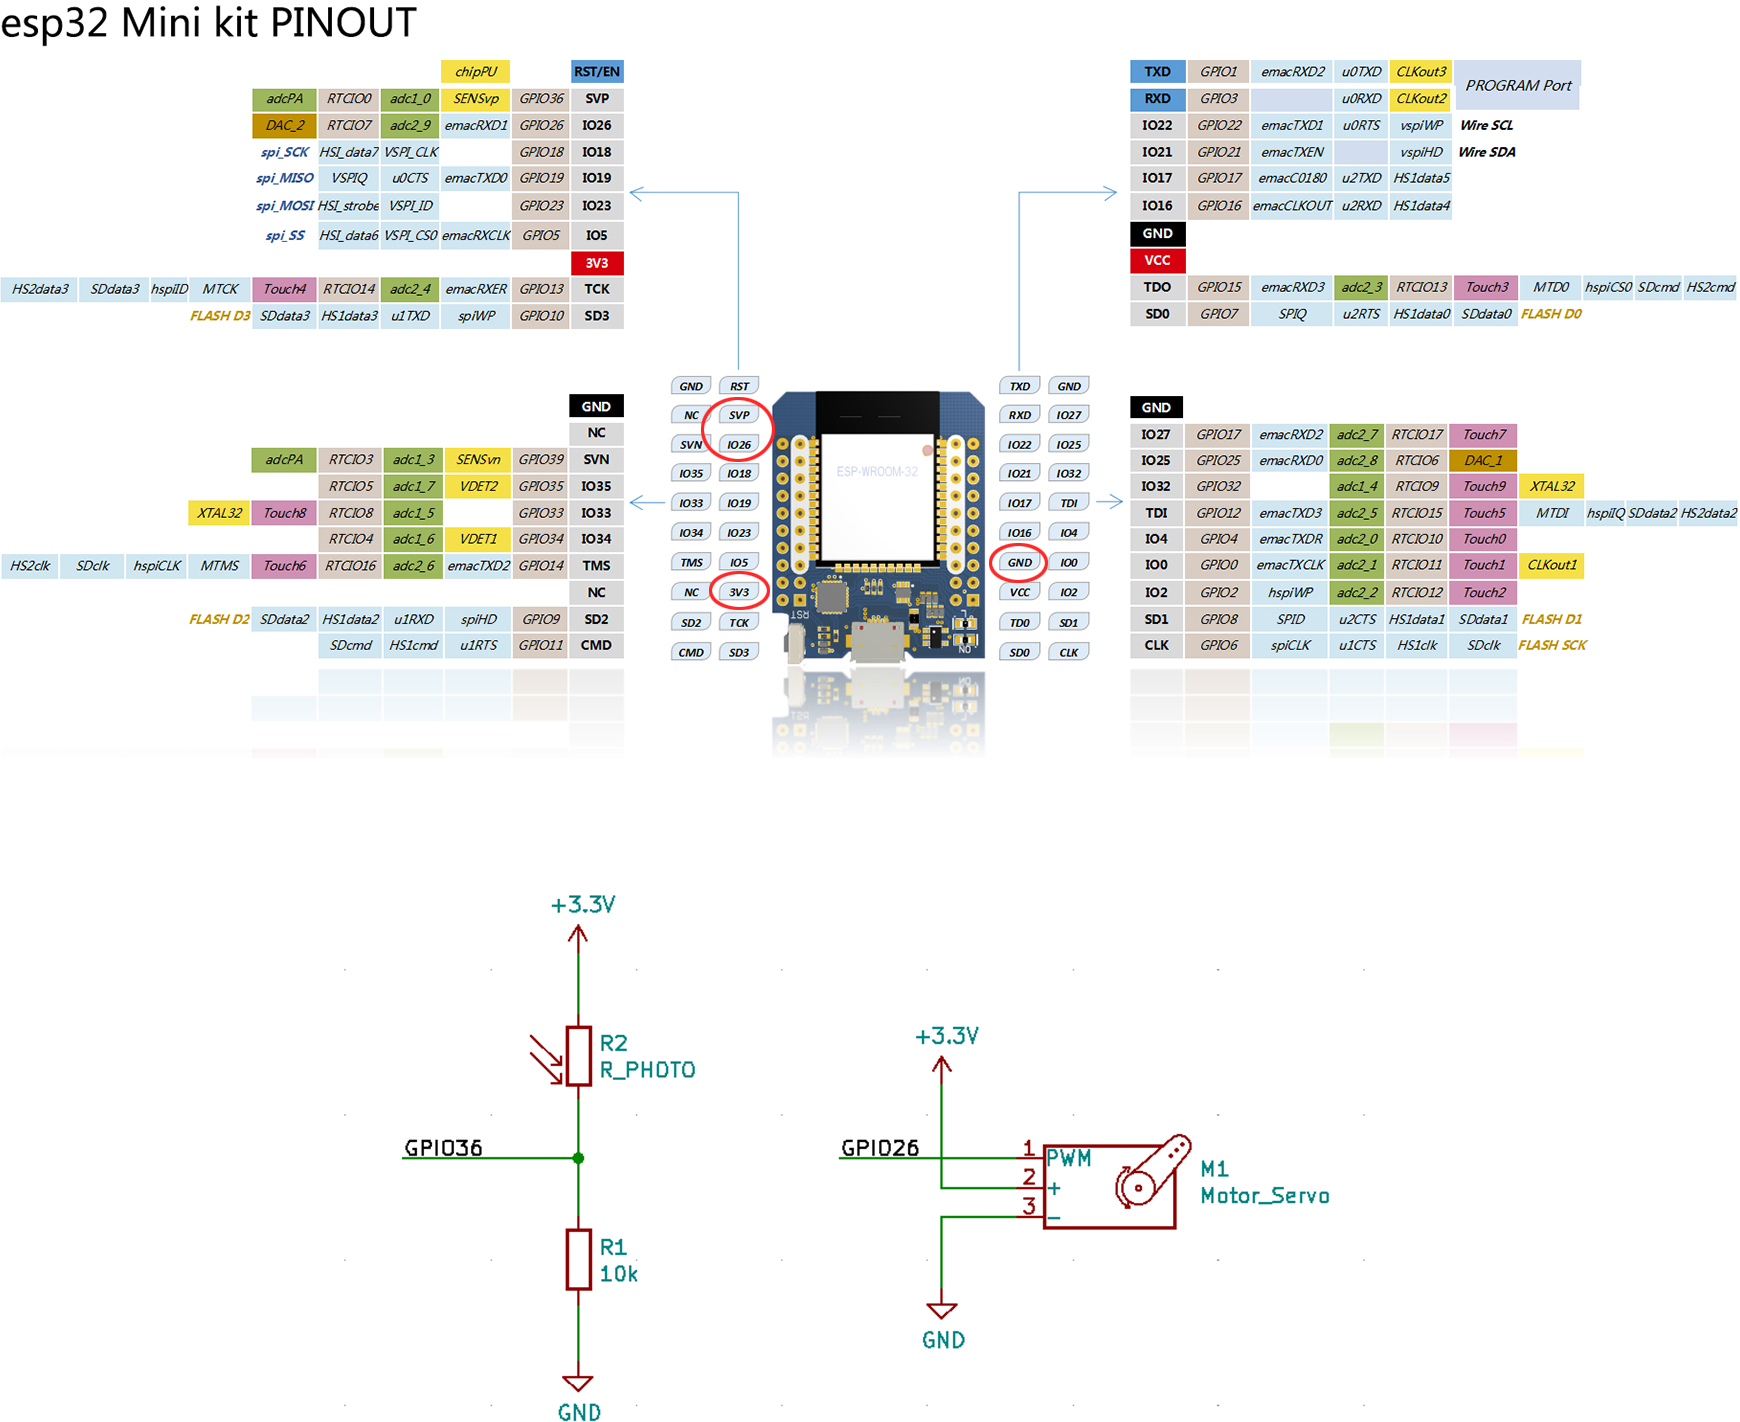 esp32 Mini kit PINOUT
chipPU RST/EN
adcPA RTCIO0 adc1_0 SENSvp GPIO36 SVP
DAC_2 RTCIO7 adc2_9 emacRXD1 GPIO26 IO26
spi_SCK HSI_data7 VSPI_CLK GPIO18 IO18
spi_MISO VSPIQ u0CTS emacTXD0 GPIO19 IO19
spi_MOSI HSI_strobe VSPI_ID GPIO23 IO23
spi_SS HSI_data6 VSPI_CS0 emacRXCLK GPIO5 IO5
3V3
HS2data3 SDdata3 hspiID MTCK Touch4 RTCIO14 adc2_4 emacRXER GPIO13 TCK
FLASH D3 SDdata3 HS1data3 u1TXD spiWP GPIO10 SD3
TXD GPIO1 emacRXD2 u0TXD CLKout3 PROGRAM Port
RXD GPIO3 u0RXD CLKout2
IO22 GPIO22 emacTXD1 u0RTS vspiWP Wire SCL
IO21 GPIO21 emacTXEN vspiHD Wire SDA
IO17 GPIO17 emacC0180 u2TXD HS1data5
IO16 GPIO16 emacCLKOUT u2RXD HS1data4
GND
VCC
TDO GPIO15 emacRXD3 adc2_3 RTCIO13 Touch3 MTD0 hspiCS0 SDcmd HS2cmd
SD0 GPIO7 SPIQ u2RTS HS1data0 SDdata0 FLASH D0
GND
NC
adcPA RTCIO3 adc1_3 SENSvn GPIO39 SVN
RTCIO5 adc1_7 VDET2 GPIO35 IO35
XTAL32 Touch8 RTCIO8 adc1_5 GPIO33 IO33
RTCIO4 adc1_6 VDET1 GPIO34 IO34
HS2clk SDclk hspiCLK MTMS Touch6 RTCIO16 adc2_6 emacTXD2 GPIO14 TMS
NC
FLASH D2 SDdata2 HS1data2 u1RXD spiHD GPIO9 SD2
SDcmd HS1cmd u1RTS GPIO11 CMD
GND RST
NC SVP
SVN IO26
IO35 IO18
IO33 IO19
IO34 IO23
TMS IO5
NC 3V3
SD2 TCK
CMD SD3
ESP-WROOM-32
RST
L
ON
TXD GND
RXD IO27
IO22 IO25
IO21 IO32
IO17 TDI
IO16 IO4
GND IO0
VCC IO2
TD0 SD1
SD0 CLK
GND
IO27 GPIO17 emacRXD2 adc2_7 RTCIO17 Touch7
IO25 GPIO25 emacRXD0 adc2_8 RTCIO6 DAC_1
IO32 GPIO32 adc1_4 RTCIO9 Touch9 XTAL32
TDI GPIO12 emacTXD3 adc2_5 RTCIO15 Touch5 MTDI hspiIQ SDdata2 HS2data2
IO4 GPIO4 emacTXDR adc2_0 RTCIO10 Touch0
IO0 GPIO0 emacTXCLK adc2_1 RTCIO11 Touch1 CLKout1
IO2 GPIO2 hspiWP adc2_2 RTCIO12 Touch2
SD1 GPIO8 SPID u2CTS HS1data1 SDdata1 FLASH D1
CLK GPIO6 spiCLK u1CTS HS1clk SDclk FLASH SCK
+3.3V
R2
R_PHOTO
GPIO36
R1
10k
GND
+3.3V
GPIO26
1 PWM
2 +
3 −
M1
Motor_Servo
GND